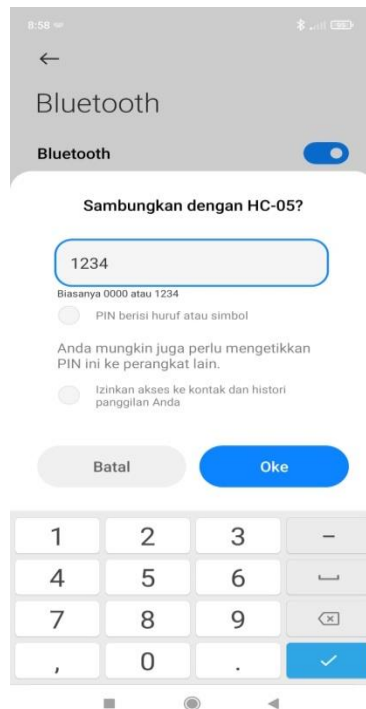 8:58
Bluetooth
Bluetooth
Sambungkan dengan HC-05?
1234
Biasanya 0000 atau 1234
PIN berisi huruf atau simbol
Anda mungkin juga perlu mengetikkan
PIN ini ke perangkat lain.
Izinkan akses ke kontak dan histori
panggilan Anda
Batal Oke
1 2 3 –
4 5 6
7 8 9
, 0 .